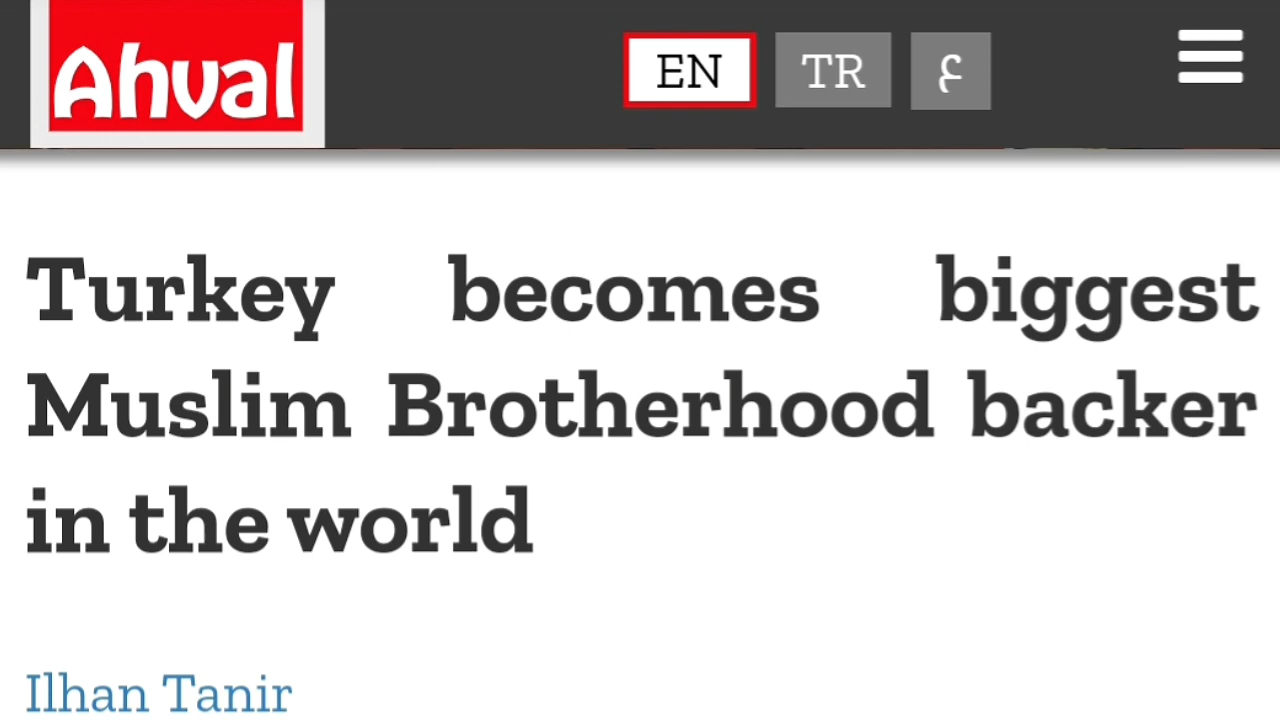 Ahval
EN TR ع
Turkey becomes biggest
Muslim Brotherhood backer
in the world
Ilhan Tanir